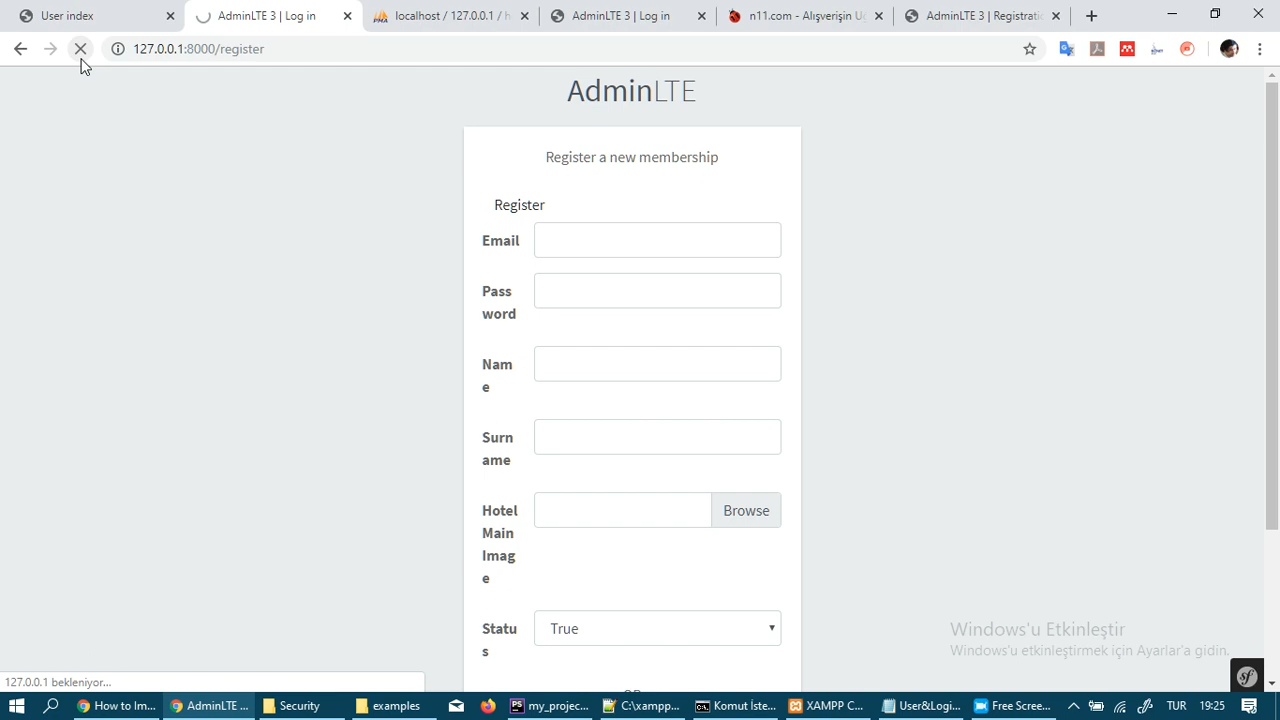 User index
AdminLTE 3 | Log in
localhost / 127.0.0.1 / h
AdminLTE 3 | Log in
n11.com - Alışverişin Uğ
AdminLTE 3 | Registratio
127.0.0.1:8000/register
AdminLTE
Register a new membership
Register
Email
Pass
word
Nam
e
Surn
ame
Hotel
Main
Imag
e
Browse
Statu
s
True
Windows'u Etkinleştir
Windows'u etkinleştirmek için Ayarlar'a gidin.
127.0.0.1 bekleniyor...
How to Im...
AdminLTE ...
Security
examples
my_projec...
C:\xampp...
Komut İste...
XAMPP C...
User&Logi...
Free Scree...
TUR
19:25